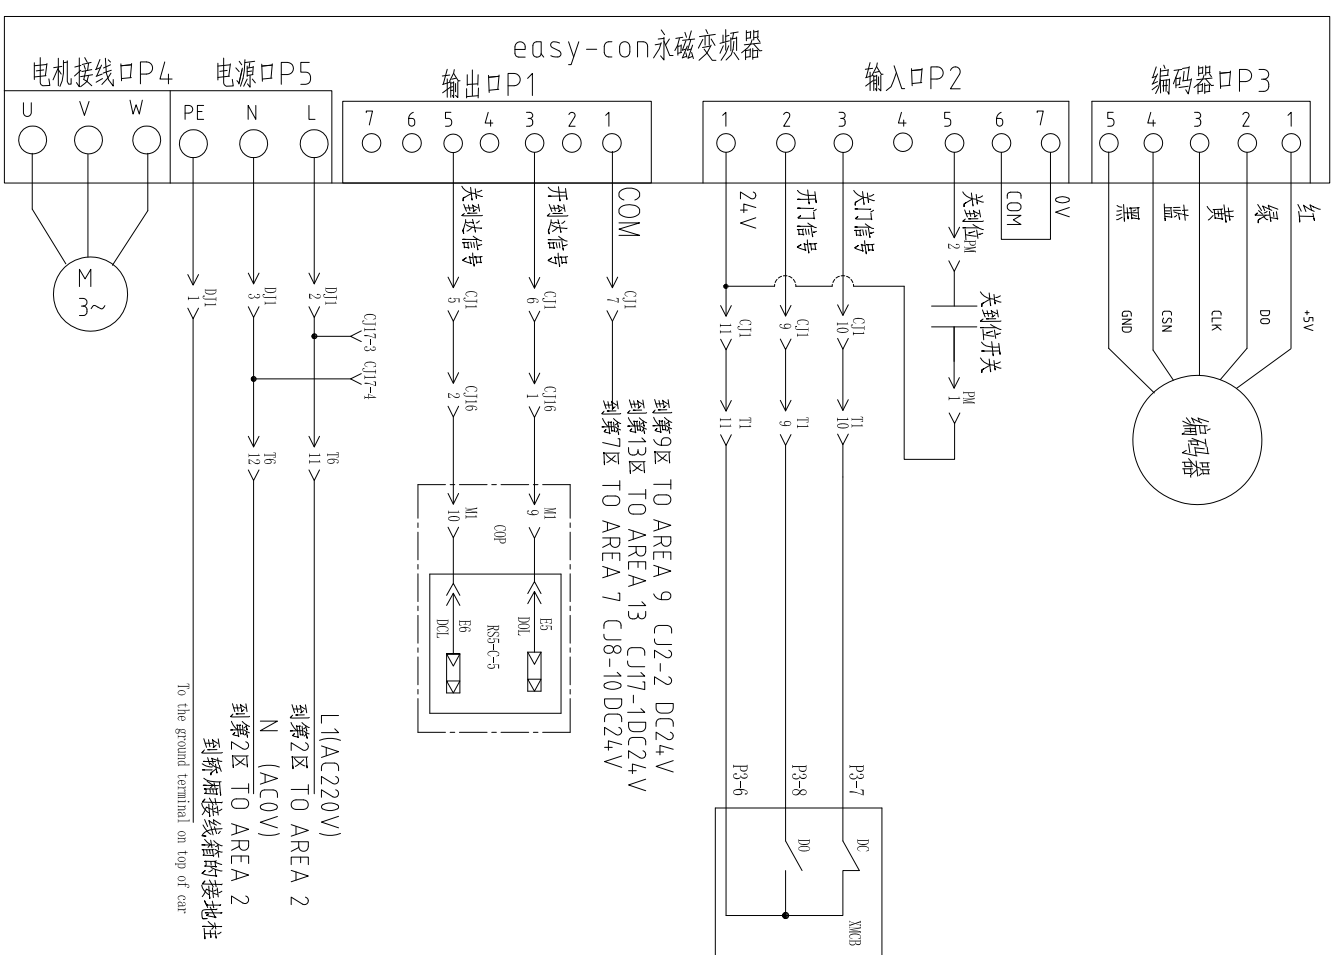 easy-con永磁变频器
电机接线口P4
电源口P5
输出口P1
输入口P2
编码器口P3
U V W
PE N L
7 6 5 4 3 2 1
1 2 3 4 5 6 7
5 4 3 2 1
关到达信号
开到达信号
COM
24V
开门信号
关门信号
关到位
COM
0V
黑
蓝
黄
绿
红
M
3~
DJ1
1
DJ1
3
DJ1
2
CJ1
5
CJ1
6
CJ1
7
PM
2
关到位开关
GND
CSN
CLK
DO
+5V
CJ17-3
CJ17-4
CJ1
11
CJ1
9
CJ1
10
PM
1
CJ16
2
CJ16
1
T1
11
T1
9
T1
10
编码器
T6
12
T6
11
M1
10
M1
9
COP
E6
DCL
E5
DOL
RS5-C-5
到第9区 TO AREA 9 CJ2-2 DC24V
到第13区 TO AREA 13 CJ17-1DC24V
到第7区 TO AREA 7 CJ8-10DC24V
L1(AC220V)
到第2区 TO AREA 2
N (AC0V)
到第2区 TO AREA 2
到轿厢接线箱的接地柱
To the ground terminal on top of car
P3-6
P3-8
P3-7
DO
DC
XMCB